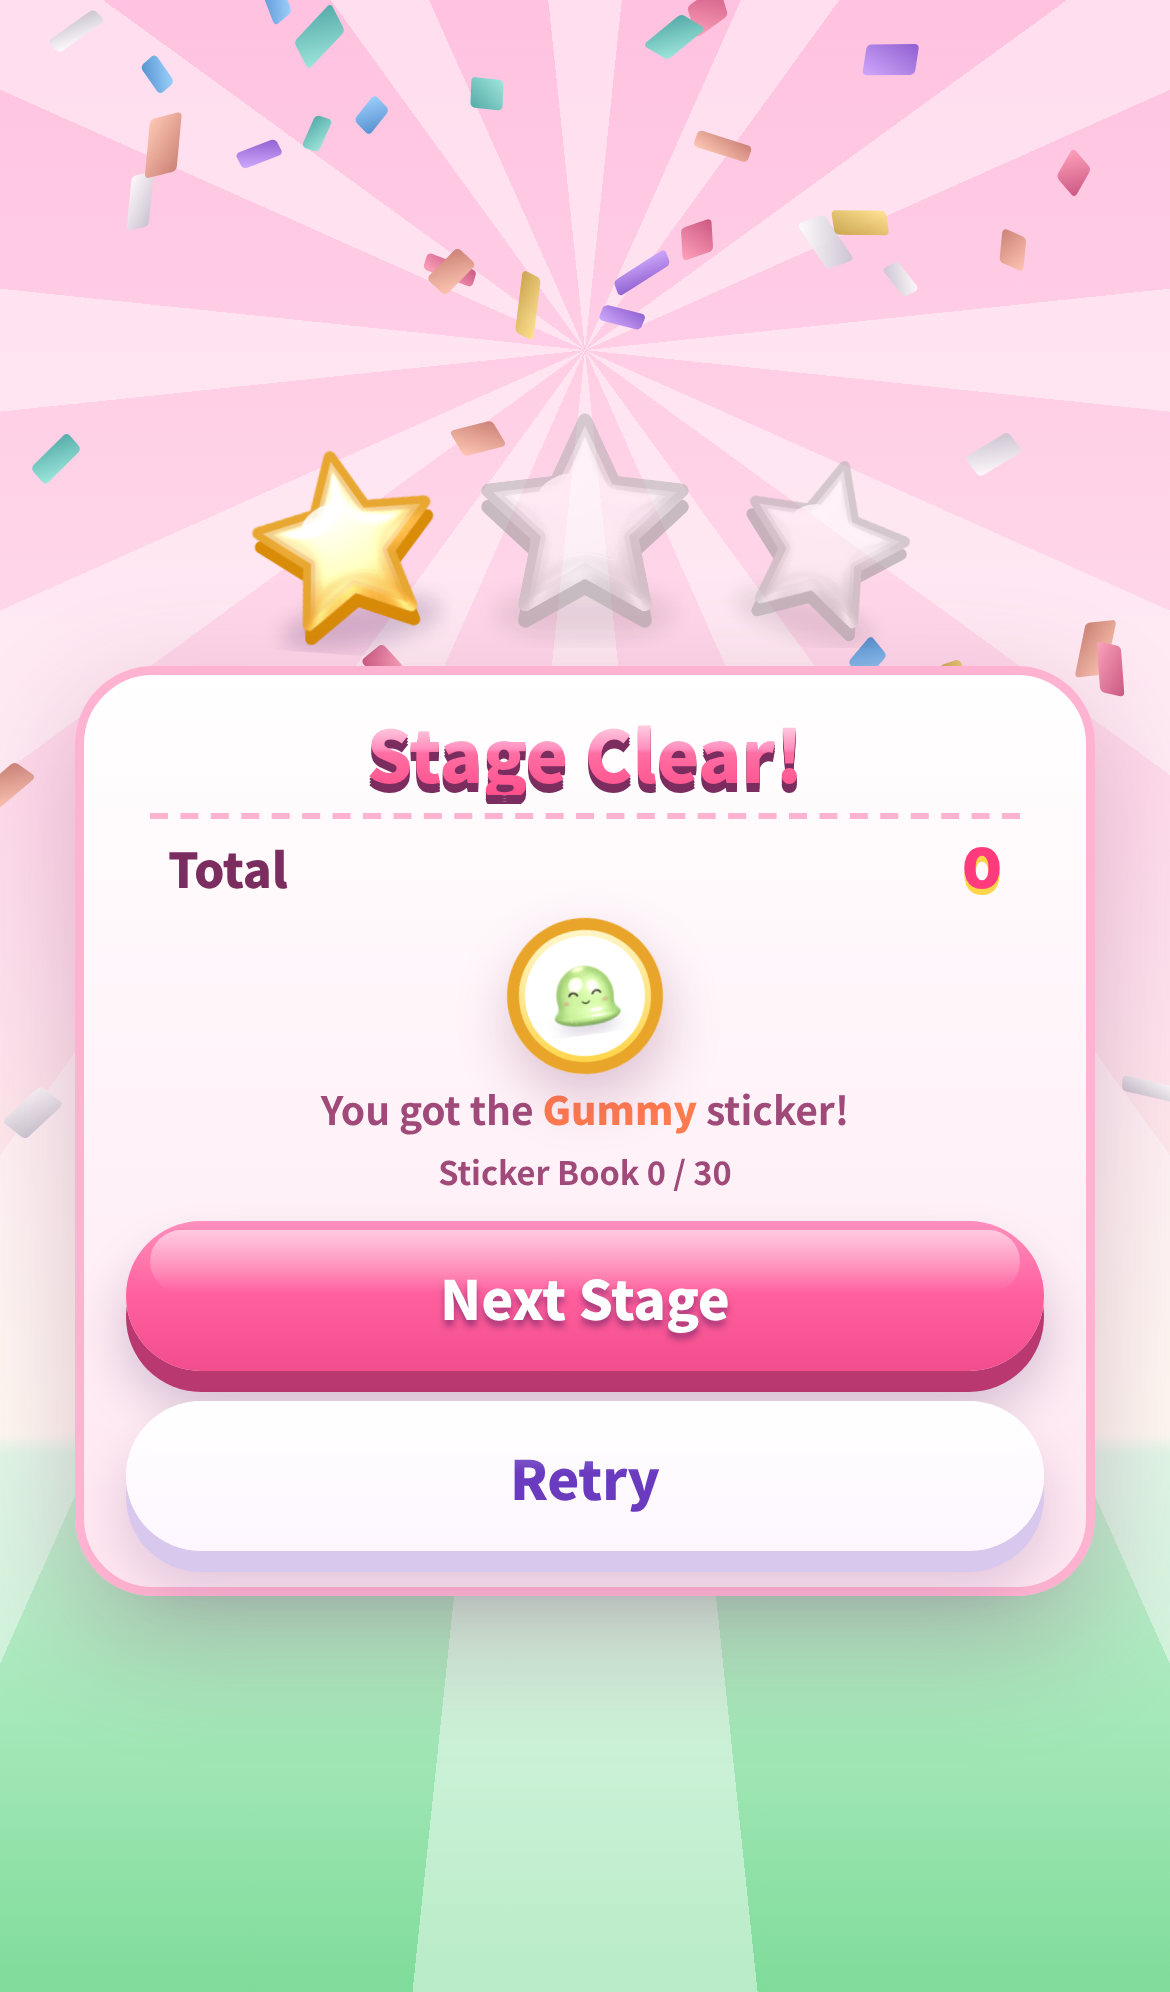 Stage Clear!
Total 0
You got the Gummy sticker!
Sticker Book 0 / 30
Next Stage
Retry